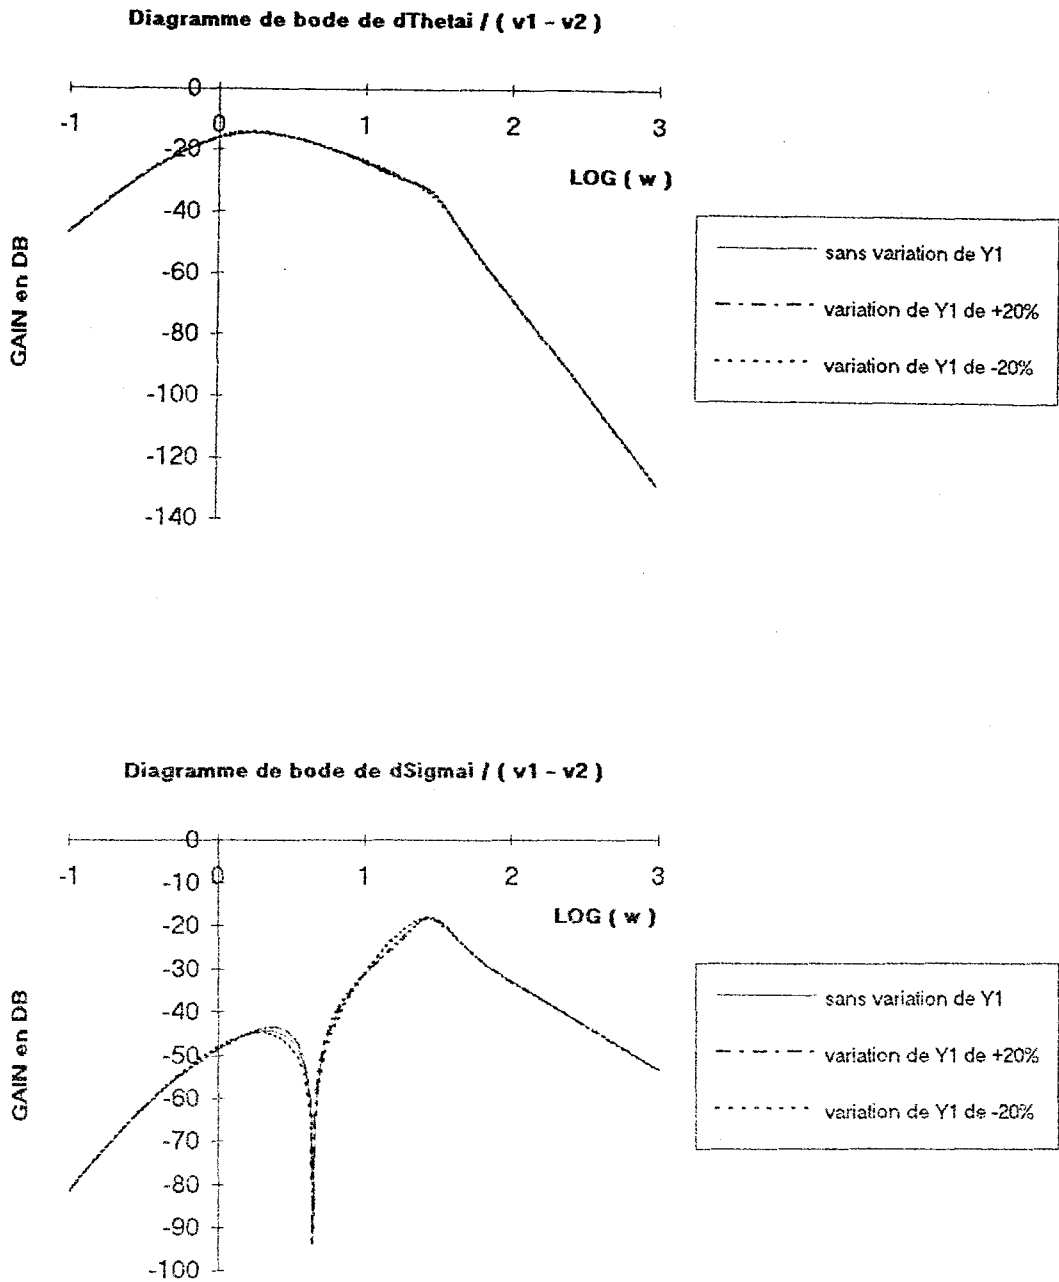 Diagramme de bode de dThetai / ( v1 - v2 )
0
-1 0 1 2 3
-20
LOG ( w )
-40
-60
-80
-100
-120
-140
GAIN en DB
sans variation de Y1
variation de Y1 de +20%
variation de Y1 de -20%
Diagramme de bode de dSigmai / ( v1 - v2 )
0
-1 0 1 2 3
-10
-20
LOG ( w )
-30
-40
-50
-60
-70
-80
-90
-100
GAIN en DB
sans variation de Y1
variation de Y1 de +20%
variation de Y1 de -20%